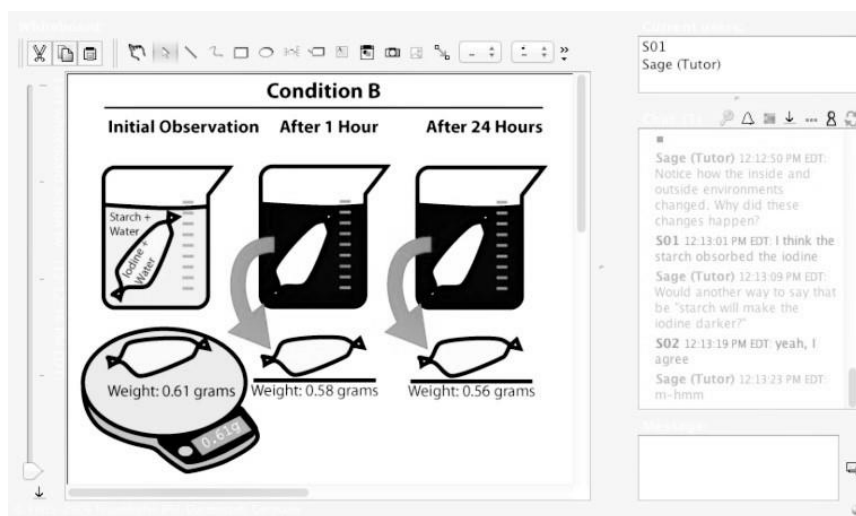 Condition B
Initial Observation After 1 Hour After 24 Hours
Starch +
Water
Iodine +
Water
Weight: 0.61 grams
Weight: 0.58 grams
Weight: 0.56 grams
0.61g
S01
Sage (Tutor)
Sage (Tutor) 12:12:50 PM EDT:
Notice how the inside and
outside environments
changed. Why did these
changes happen?
S01 12:13:01 PM EDT: I think the
starch obsorbed the iodine
Sage (Tutor) 12:13:09 PM EDT:
Would another way to say that
be "starch will make the
iodine darker?"
S02 12:13:19 PM EDT: yeah, I
agree
Sage (Tutor) 12:13:23 PM EDT:
m-hmm